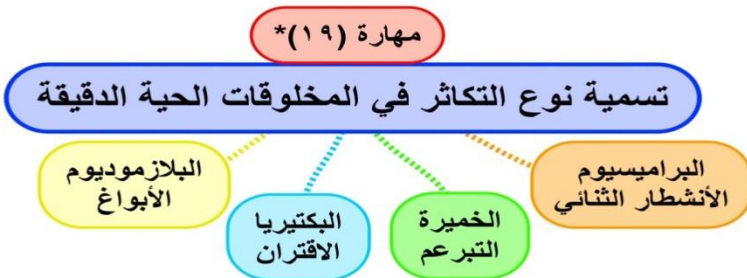 مهارة (١٩)*
تسمية نوع التكاثر في المخلوقات الحية الدقيقة
البراميسيوم
الأنشطار الثنائي
الخميرة
التبرعم
البكتيريا
الاقتران
البلازموديوم
الأبواغ